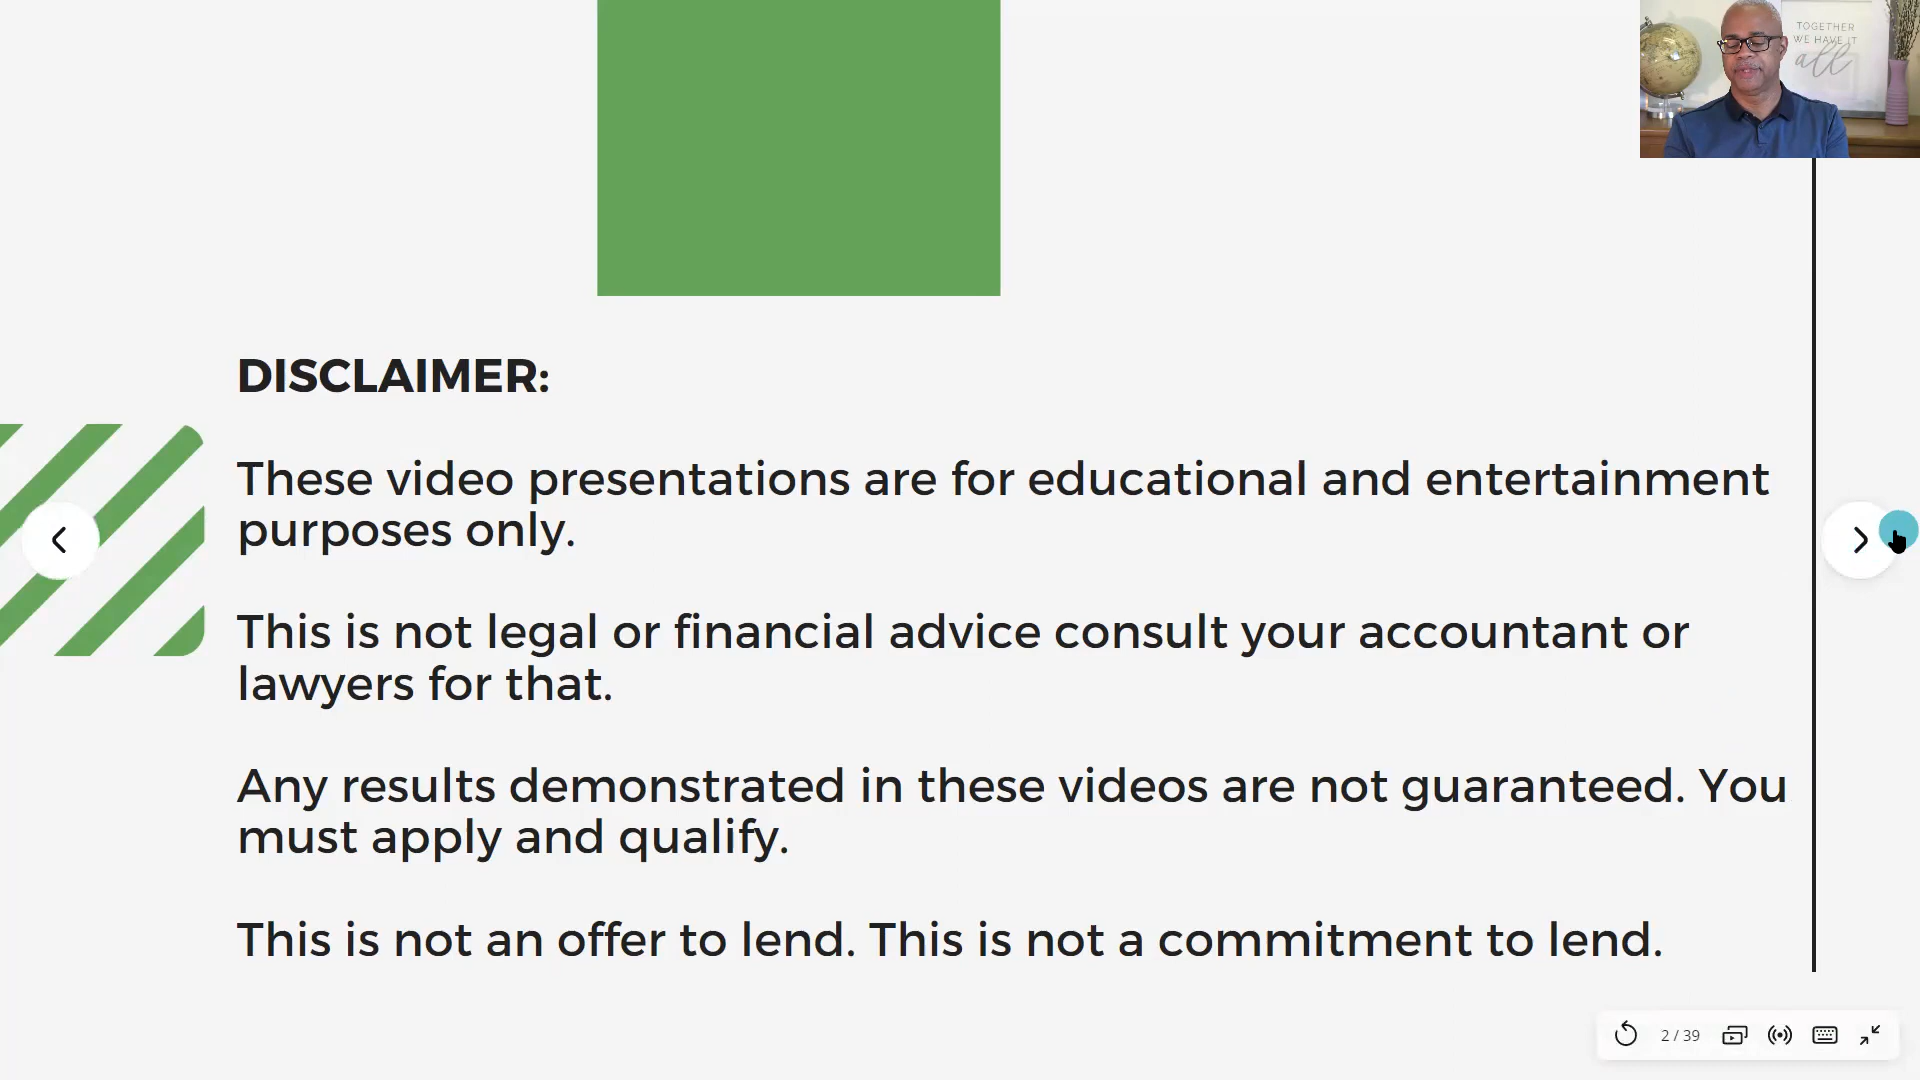 TOGETHER
WE HAVE IT
all
DISCLAIMER:
These video presentations are for educational and entertainment
purposes only.
This is not legal or financial advice consult your accountant or
lawyers for that.
Any results demonstrated in these videos are not guaranteed. You
must apply and qualify.
This is not an offer to lend. This is not a commitment to lend.
2 / 39